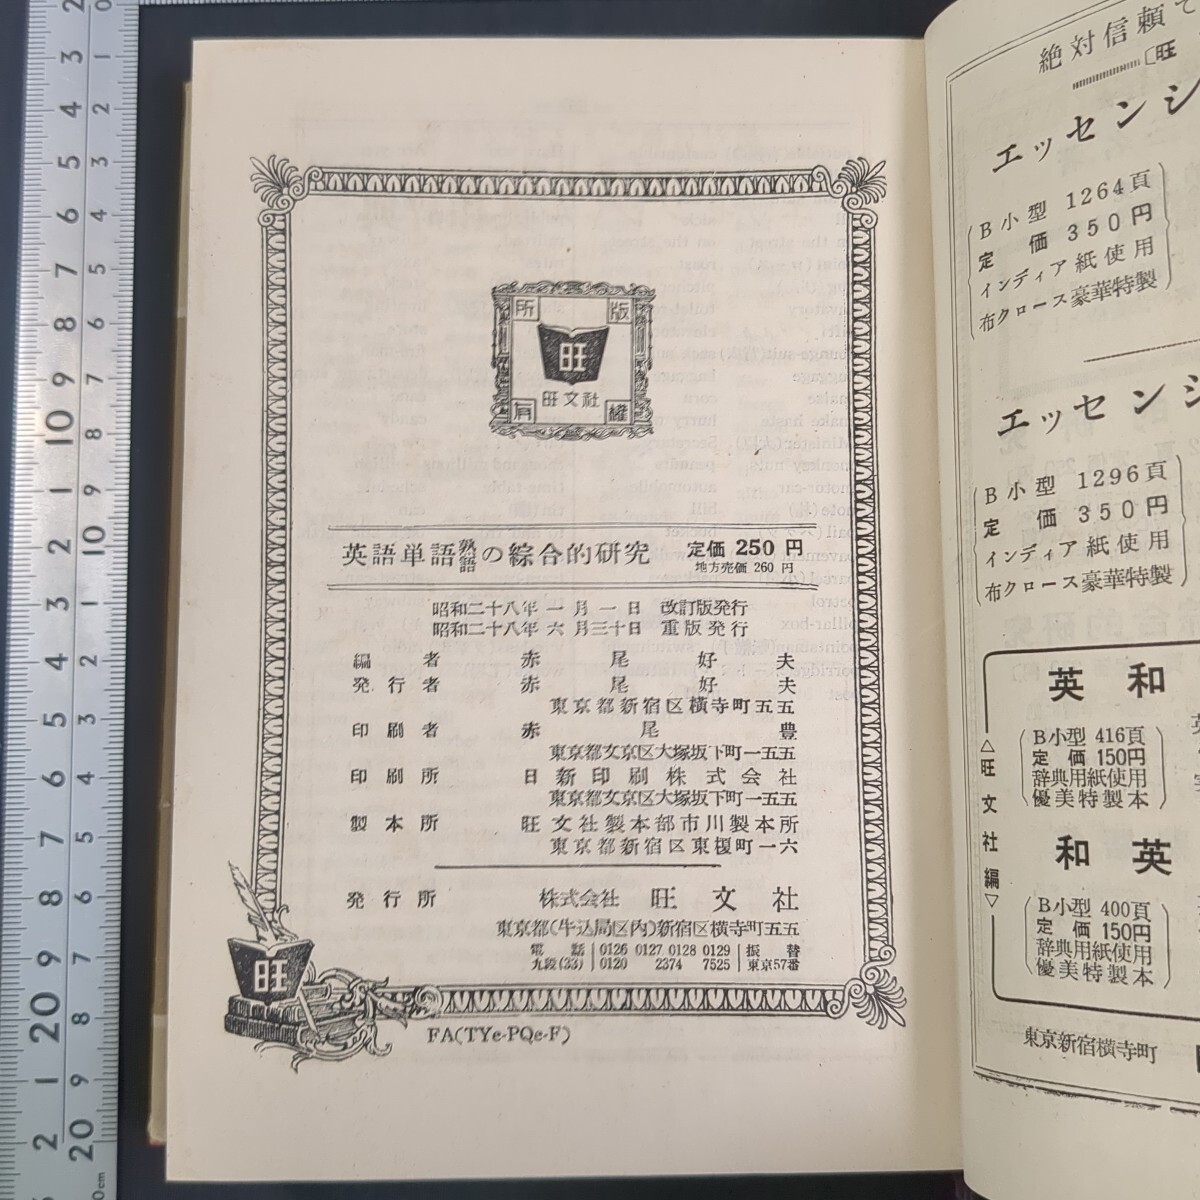 版 所
旺
旺文社
權 有
英語単語熟語の綜合的研究 定価 250 円
地方売価 260 円
昭和二十八年 一 月 一 日 改訂版発行
昭和二十八年 六 月三十日 重版発行
編者 赤尾好夫
発行者 赤尾好夫
東京都新宿区横寺町五五
印刷者 赤尾豊
東京都文京区大塚坂下町一五五
印刷所 日新印刷株式会社
東京都文京区大塚坂下町一五五
製本所 旺文社製本部市川製本所
東京都新宿区東榎町一六
発行所 株式会社 旺文社
東京都(牛込局区内)新宿区横寺町五五
電話 0126 0127 0128 0129 振替
九段(33) 0120 2374 7525 東京57番
旺
FA(TYe-PQe-F)
絶対信頼で
〔旺
エッセンシ
B小型 1264頁
定価 350円
インディア紙使用
布クロース豪華特製
エッセンシ
B小型 1296頁
定価 350円
インディア紙使用
布クロース豪華特製
△旺文社編▽
英和
B小型 416頁
定価 150円
辞典用紙使用
優美特製本
和英
B小型 400頁
定価 150円
辞典用紙使用
優美特製本
東京新宿横寺町